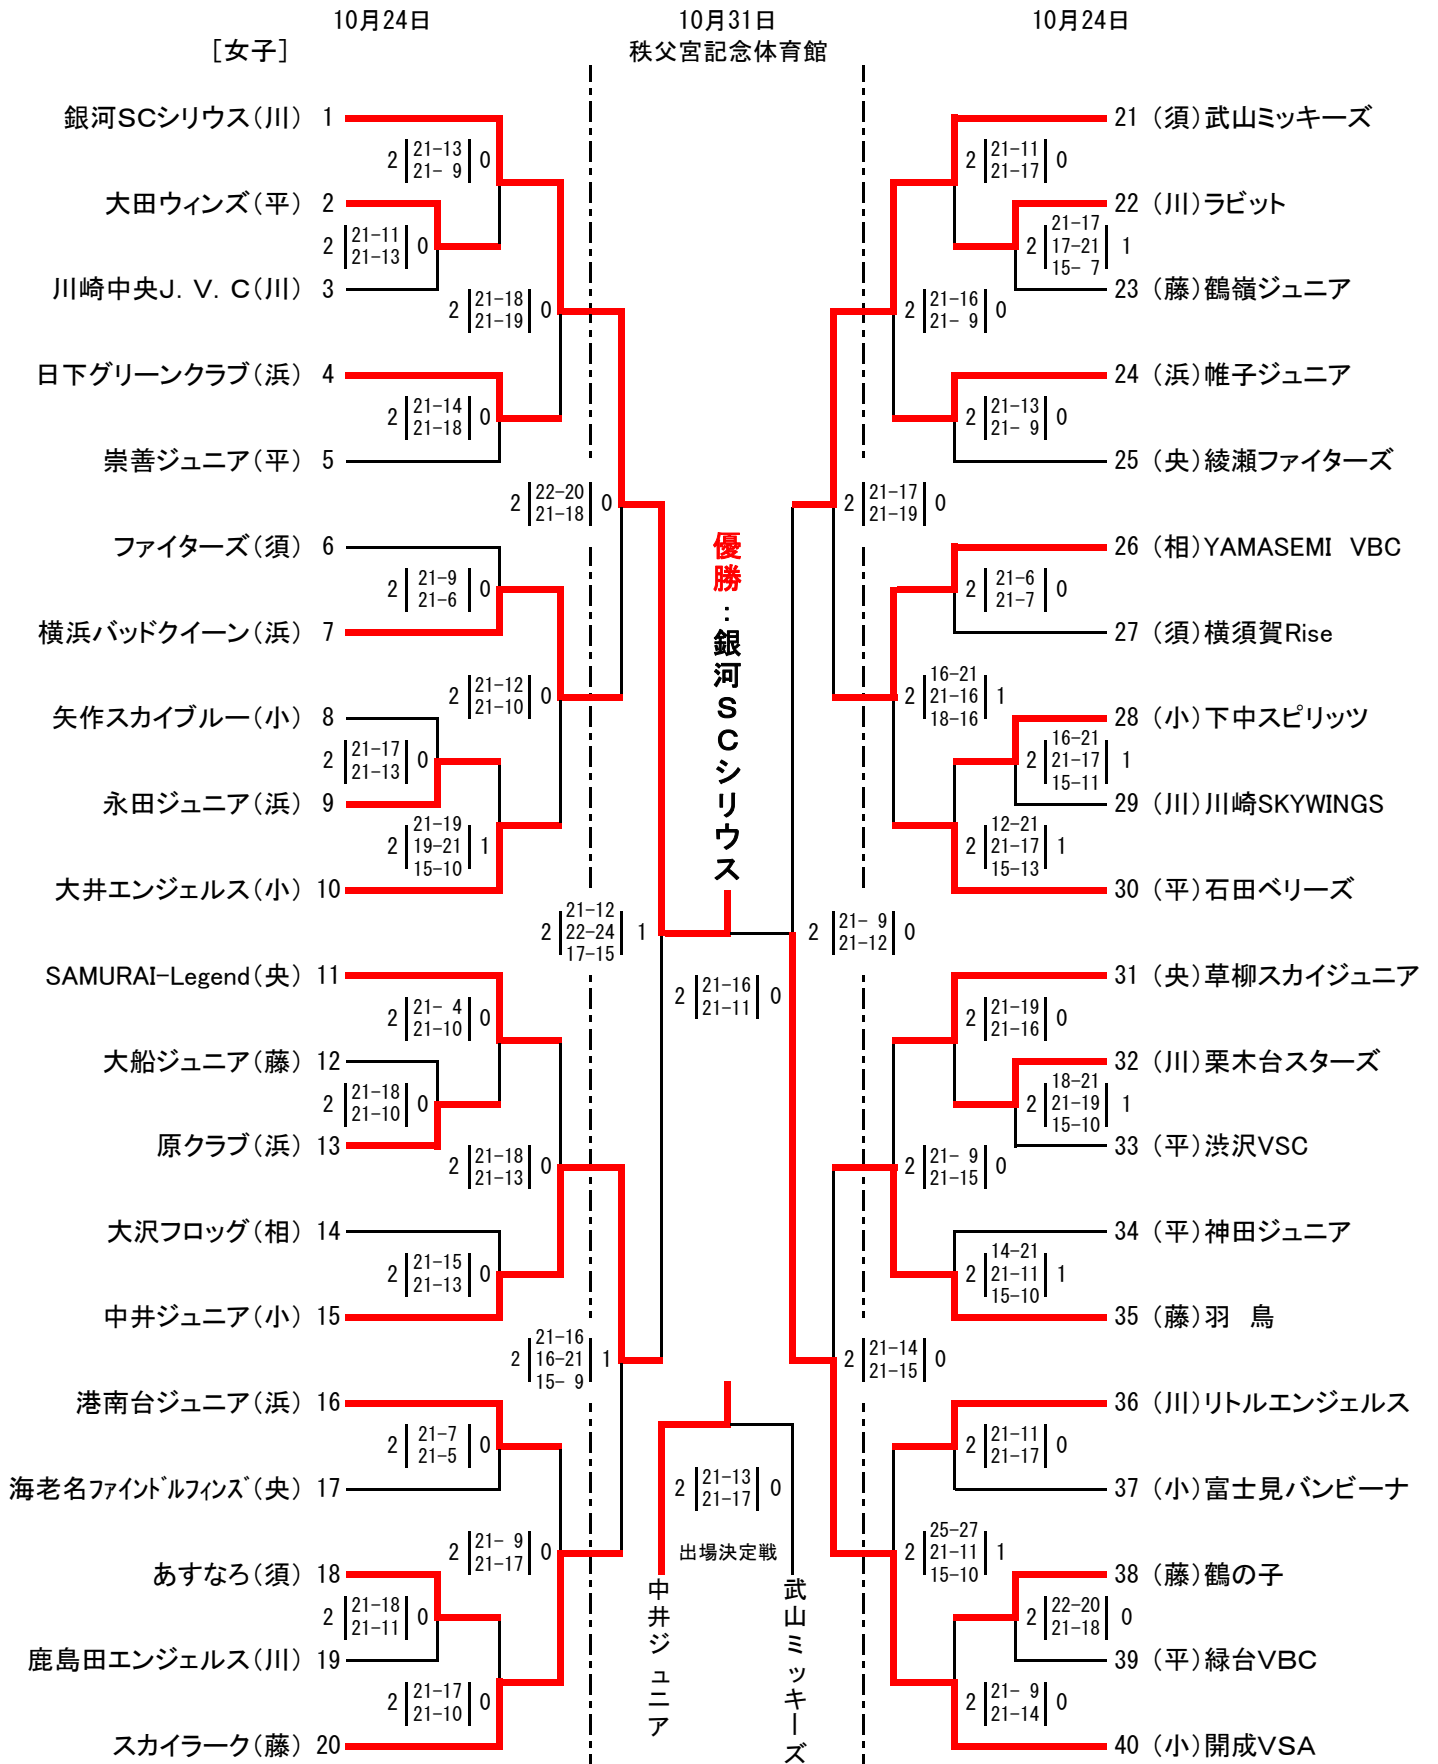 10月24日
10月31日
10月24日
[女子]
秩父宮記念体育館
銀河SCシリウス(川) 1
2 21-13 0
21- 9
大田ウィンズ(平) 2
2 21-11 0
21-13
川崎中央J．V．C(川) 3
2 21-18 0
21-19
日下グリーンクラブ(浜) 4
2 21-14 0
21-18
崇善ジュニア(平) 5
2 22-20 0
21-18
ファイターズ(須) 6
2 21-9 0
21-6
横浜バッドクイーン(浜) 7
2 21-12 0
21-10
矢作スカイブルー(小) 8
2 21-17 0
21-13
永田ジュニア(浜) 9
21-19
2 19-21 1
15-10
大井エンジェルス(小) 10
21-12
2 22-24 1
17-15
SAMURAI-Legend(央) 11
2 21- 4 0
21-10
大船ジュニア(藤) 12
2 21-18 0
21-10
原クラブ(浜) 13
2 21-18 0
21-13
大沢フロッグ(相) 14
2 21-15 0
21-13
中井ジュニア(小) 15
21-16
2 16-21 1
15- 9
港南台ジュニア(浜) 16
2 21-7 0
21-5
海老名ファインドルフィンズ(央) 17
2 21- 9 0
21-17
あすなろ(須) 18
2 21-18 0
21-11
鹿島田エンジェルス(川) 19
2 21-17 0
21-10
スカイラーク(藤) 20
優勝：銀河SCシリウス
2 21-16 0
21-11
2 21-13 0
21-17
出場決定戦
中井ジュニア
武山ミッキーズ
21 (須)武山ミッキーズ
2 21-11 0
21-17
22 (川)ラビット
21-17
2 17-21 1
15- 7
23 (藤)鶴嶺ジュニア
2 21-16 0
21- 9
24 (浜)帷子ジュニア
2 21-13 0
21- 9
25 (央)綾瀬ファイターズ
2 21-17 0
21-19
26 (相)YAMASEMI VBC
2 21-6 0
21-7
27 (須)横須賀Rise
16-21
2 21-16 1
18-16
28 (小)下中スピリッツ
16-21
2 21-17 1
15-11
29 (川)川崎SKYWINGS
12-21
2 21-17 1
15-13
30 (平)石田ベリーズ
2 21- 9 0
21-12
31 (央)草柳スカイジュニア
2 21-19 0
21-16
32 (川)栗木台スターズ
18-21
2 21-19 1
15-10
33 (平)渋沢VSC
2 21- 9 0
21-15
34 (平)神田ジュニア
14-21
2 21-11 1
15-10
35 (藤)羽　鳥
2 21-14 0
21-15
36 (川)リトルエンジェルス
2 21-11 0
21-17
37 (小)富士見バンビーナ
25-27
2 21-11 1
15-10
38 (藤)鶴の子
2 22-20 0
21-18
39 (平)緑台VBC
2 21- 9 0
21-14
40 (小)開成VSA